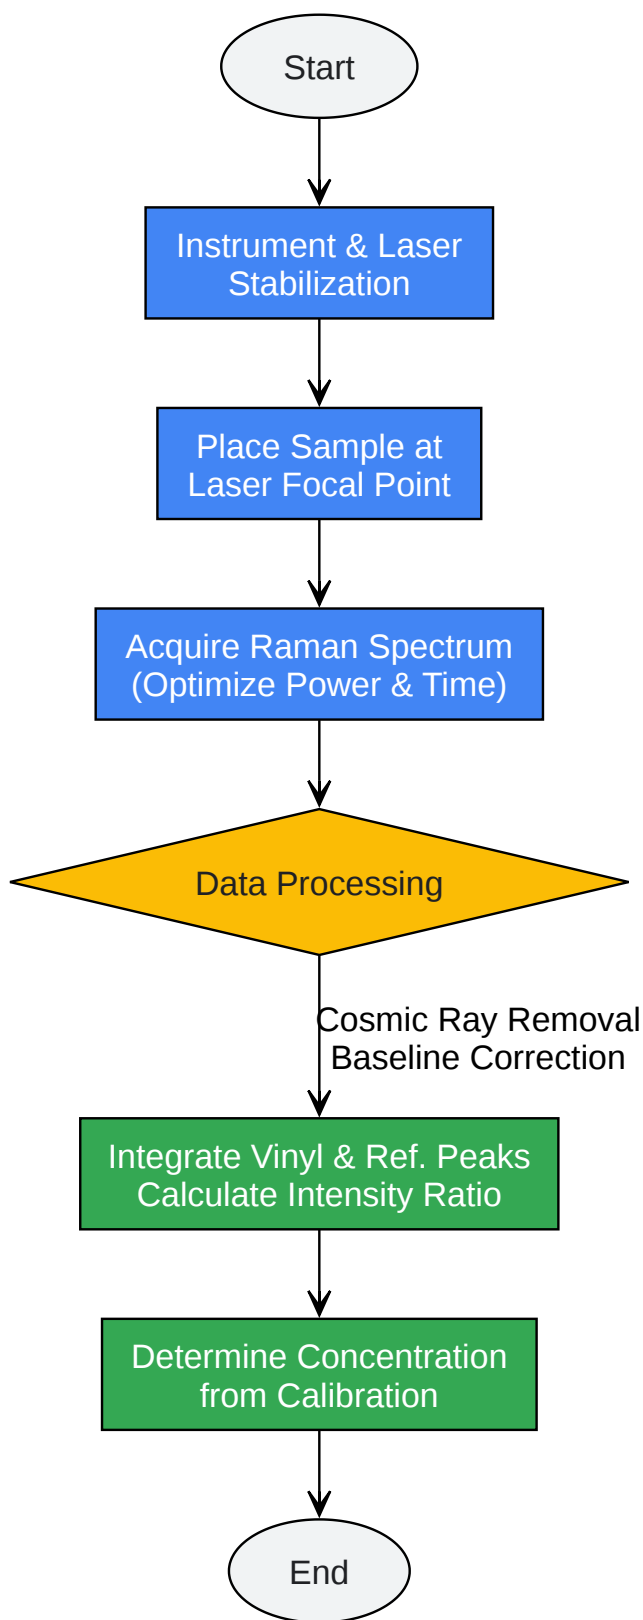 Start
Instrument & Laser
Stabilization
Place Sample at
Laser Focal Point
Acquire Raman Spectrum
(Optimize Power & Time)
Data Processing
Cosmic Ray Removal
Baseline Correction
Integrate Vinyl & Ref. Peaks
Calculate Intensity Ratio
Determine Concentration
from Calibration
End